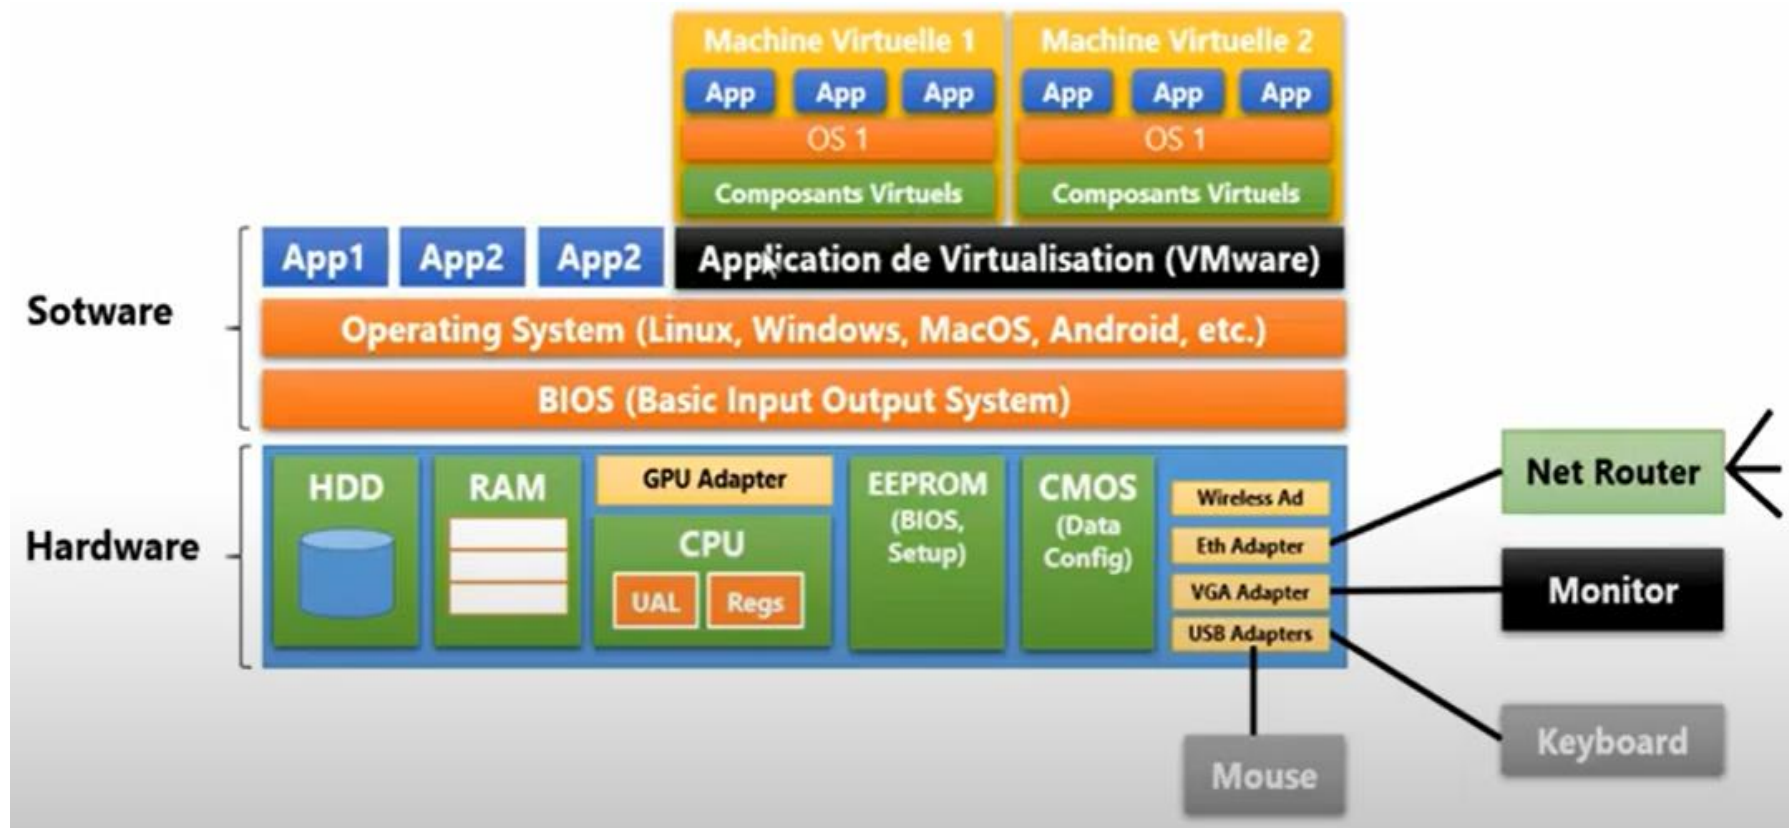 Machine Virtuelle 1
Machine Virtuelle 2
App App App
App App App
OS 1
OS 1
Composants Virtuels
Composants Virtuels
App1
App2
App2
Application de Virtualisation (VMware)
Sotware
Operating System (Linux, Windows, MacOS, Android, etc.)
BIOS (Basic Input Output System)
Hardware
HDD
RAM
GPU Adapter
CPU
UAL
Regs
EEPROM
(BIOS,
Setup)
CMOS
(Data
Config)
Wireless Ad
Eth Adapter
VGA Adapter
USB Adapters
Net Router
Monitor
Keyboard
Mouse